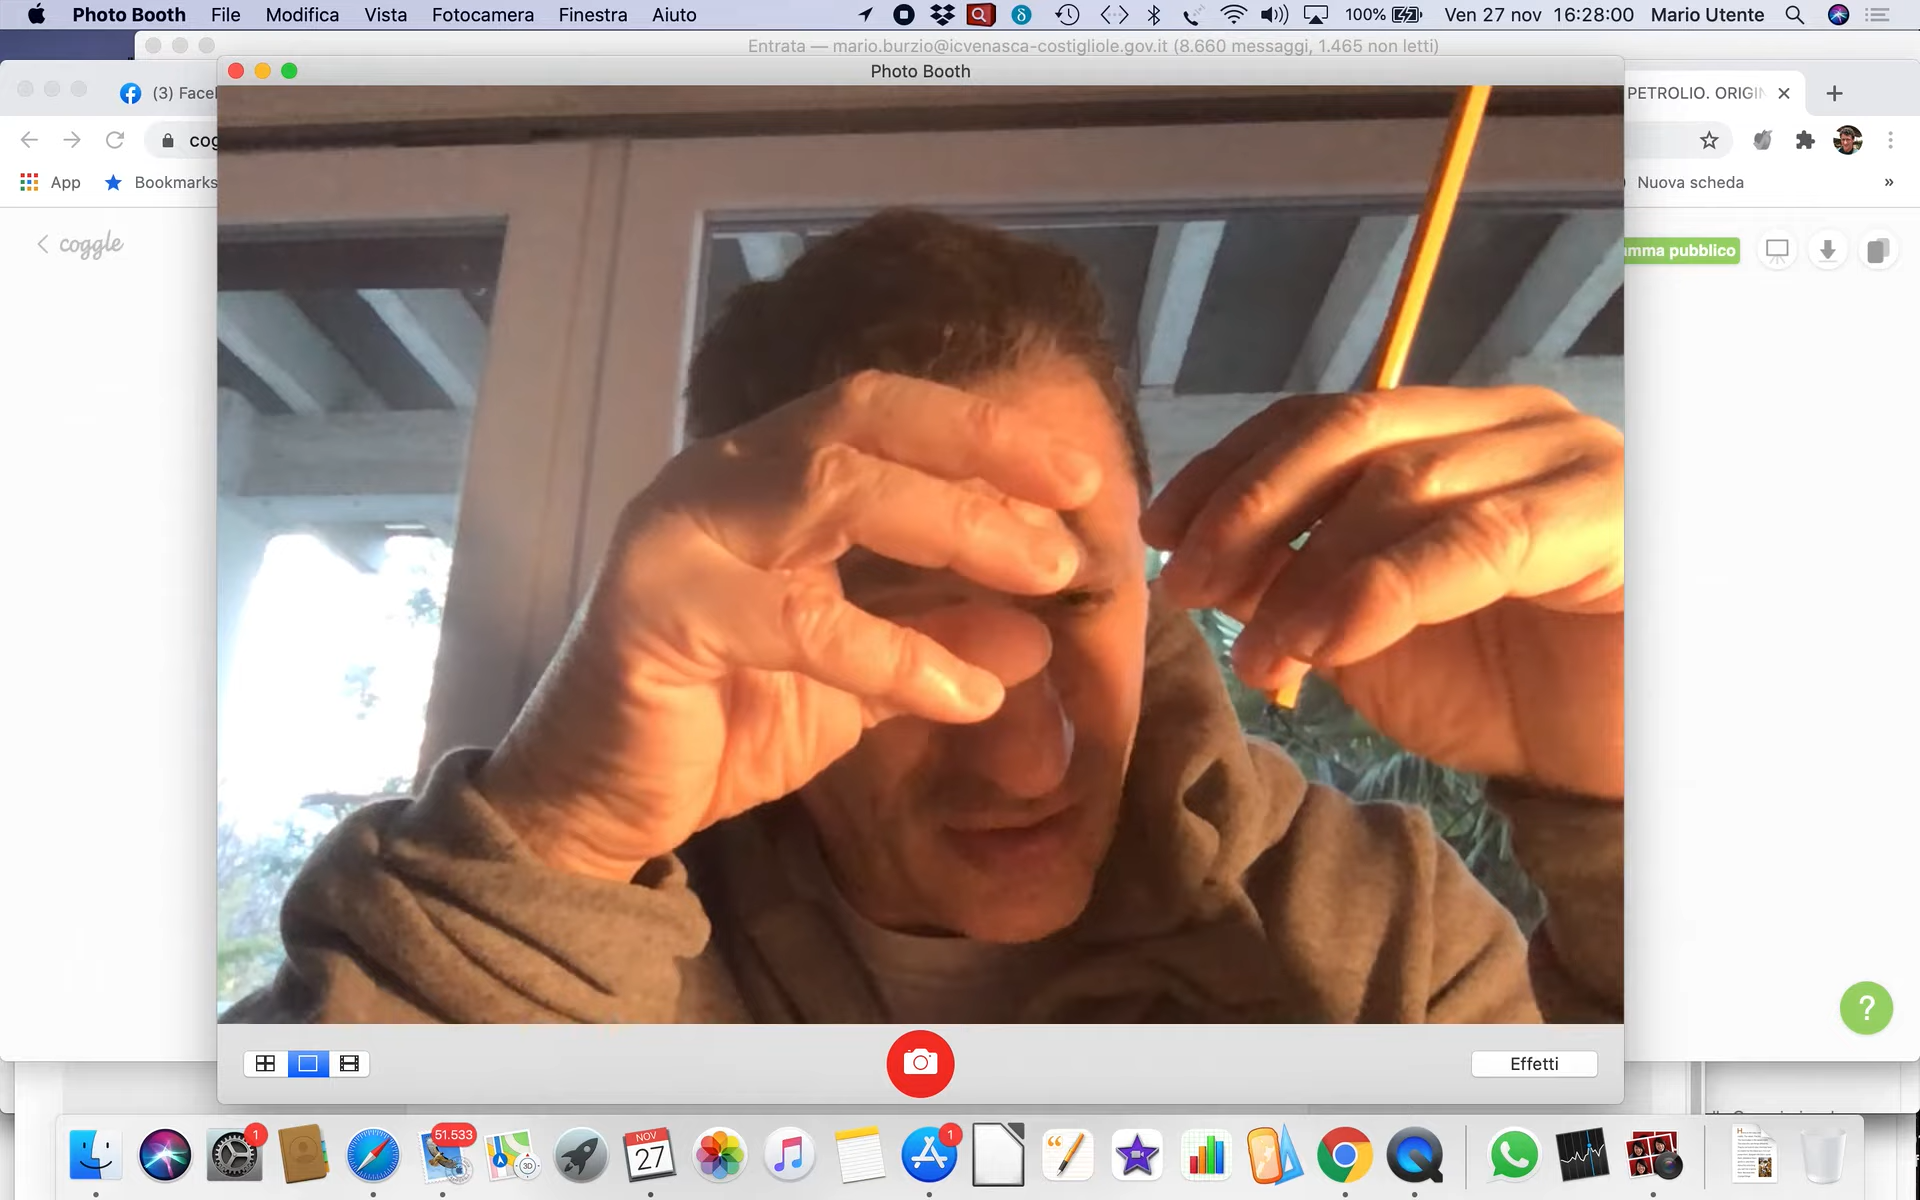 Photo Booth File Modifica Vista Fotocamera Finestra Aiuto 100% Ven 27 nov 16:28:00 Mario Utente
Entrata — mario.burzio@icvenasca-costigliole.gov.it (8.660 messaggi, 1.465 non letti)
Photo Booth
(3) Facel PETROLIO. ORIGIN
cog
App Bookmarks Nuova scheda »
coggle mma pubblico
?
Effetti
1 51.533 3D NOV 27 1